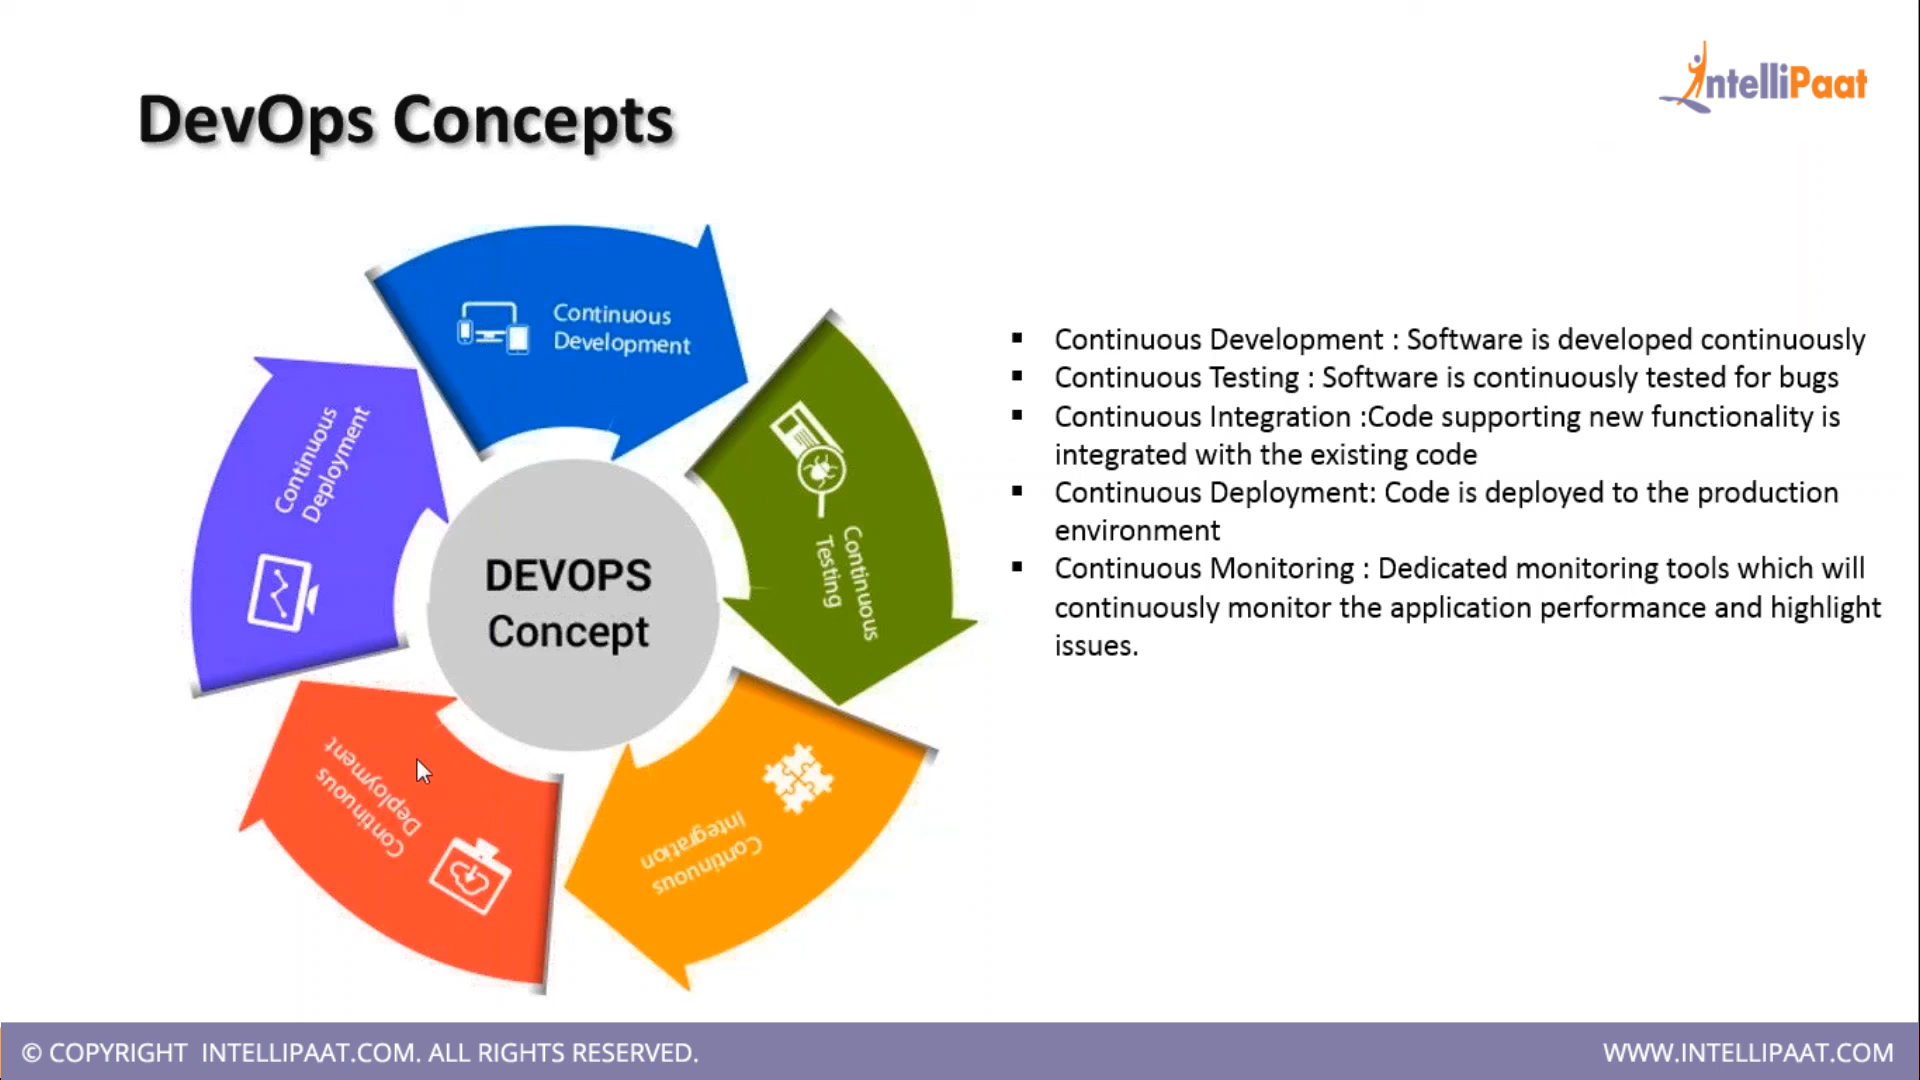 IntelliPaat
DevOps Concepts
Continuous
Development
Continuous
Testing
Continuous
Integration
Continuous
Deployment
Continuous
Deployment
DEVOPS
Concept
▪ Continuous Development : Software is developed continuously
▪ Continuous Testing : Software is continuously tested for bugs
▪ Continuous Integration :Code supporting new functionality is
integrated with the existing code
▪ Continuous Deployment: Code is deployed to the production
environment
▪ Continuous Monitoring : Dedicated monitoring tools which will
continuously monitor the application performance and highlight
issues.
© COPYRIGHT INTELLIPAAT.COM. ALL RIGHTS RESERVED.
WWW.INTELLIPAAT.COM